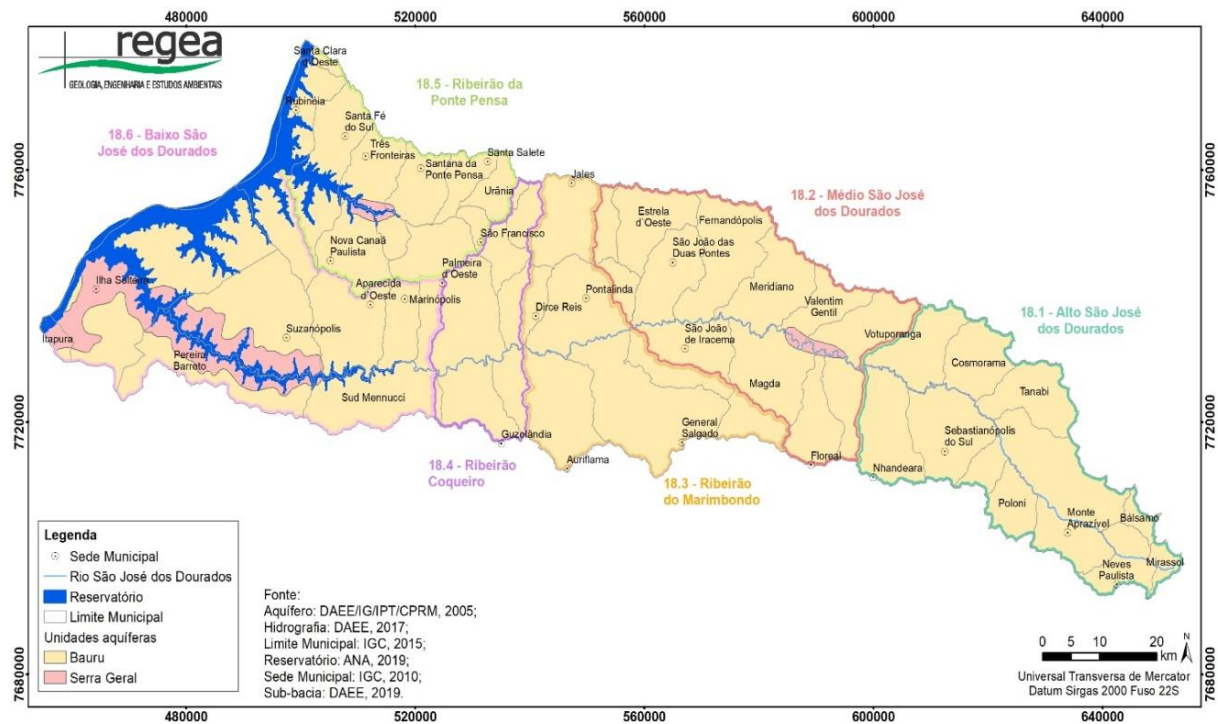 480000 520000 560000 600000 640000
regea
GEOLOGIA, ENGENHARIA E ESTUDOS AMBIENTAIS
Santa Clara
d'Oeste
18.5 - Ribeirão da
Ponte Pensa
Rubinéia
Santa Fé
do Sul
18.6 - Baixo São
José dos Dourados
Três
Fronteiras
Santa Salete
7760000
7760000
Santana da
Ponte Pensa
Jales
Urânia
18.2 - Médio São José
dos Dourados
Estrela
d'Oeste
Fernandópolis
São Francisco
São João das
Duas Pontes
Nova Canaã
Paulista
Palmeira
d'Oeste
Ilha Solteira
Aparecida
d'Oeste
Marinópolis
Pontalinda
Meridiano
Dirce Reis
Valentim
Gentil
18.1 - Alto São José
dos Dourados
Suzanápolis
Itapura
São João
de Iracema
Votuporanga
Pereira
Barreto
Cosmorama
Magda
Tanabi
Sud Mennucci
7720000
7720000
Guzolândia
General
Salgado
Sebastianópolis
do Sul
Auriflama
Floreal
18.4 - Ribeirão
Coqueiro
18.3 - Ribeirão
do Marimbondo
Nhandeara
Poloni
Monte
Aprazível
Bálsamo
Neves
Paulista
Mirassol
Legenda
Sede Municipal
Rio São José dos Dourados
Reservatório
Limite Municipal
Unidades aquíferas
Bauru
Serra Geral
Fonte:
Aquífero: DAEE/IG/IPT/CPRM, 2005;
Hidrografia: DAEE, 2017;
Limite Municipal: IGC, 2015;
Reservatório: ANA, 2019;
Sede Municipal: IGC, 2010;
Sub-bacia: DAEE, 2019.
0 5 10 20
km
N
Universal Transversa de Mercator
Datum Sirgas 2000 Fuso 22S
7680000
7680000
480000 520000 560000 600000 640000